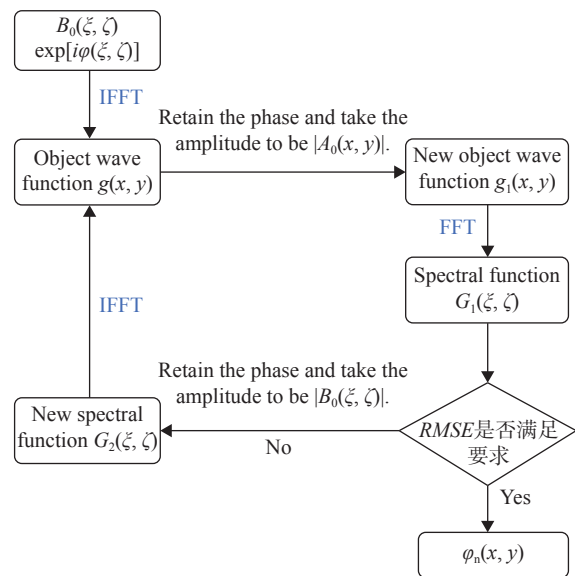 B₀(ξ, ζ)
exp[iφ(ξ, ζ)]
IFFT
Retain the phase and take the
amplitude to be |A₀(x, y)|.
Object wave
function g(x, y)
New object wave
function g₁(x, y)
FFT
Spectral function
G₁(ξ, ζ)
IFFT
Retain the phase and take the
amplitude to be |B₀(ξ, ζ)|.
New spectral
function G₂(ξ, ζ)
No
RMSE是否满足
要求
Yes
φₙ(x, y)